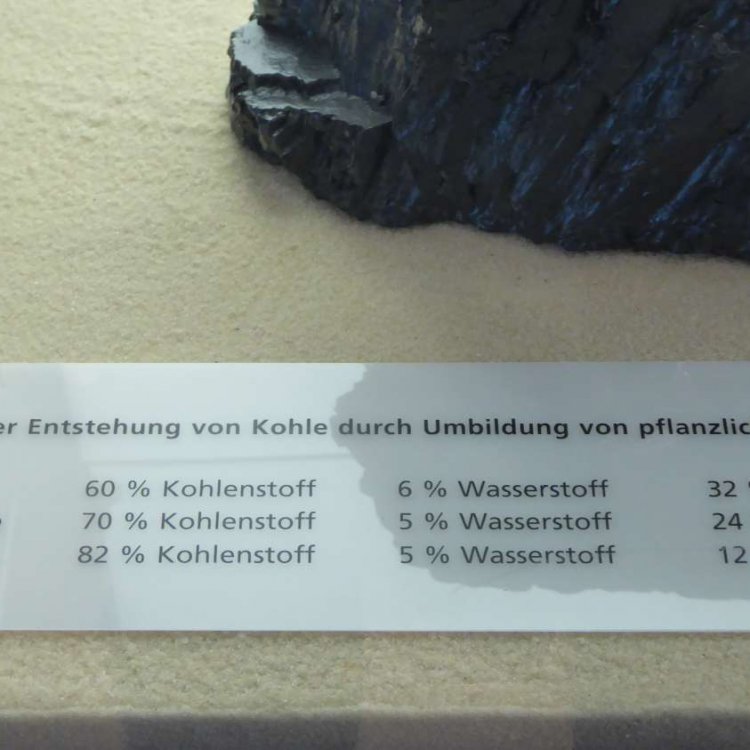 er Entstehung von Kohle durch Umbildung von pflanzlic
60 % Kohlenstoff 6 % Wasserstoff 32
70 % Kohlenstoff 5 % Wasserstoff 24
82 % Kohlenstoff 5 % Wasserstoff 12